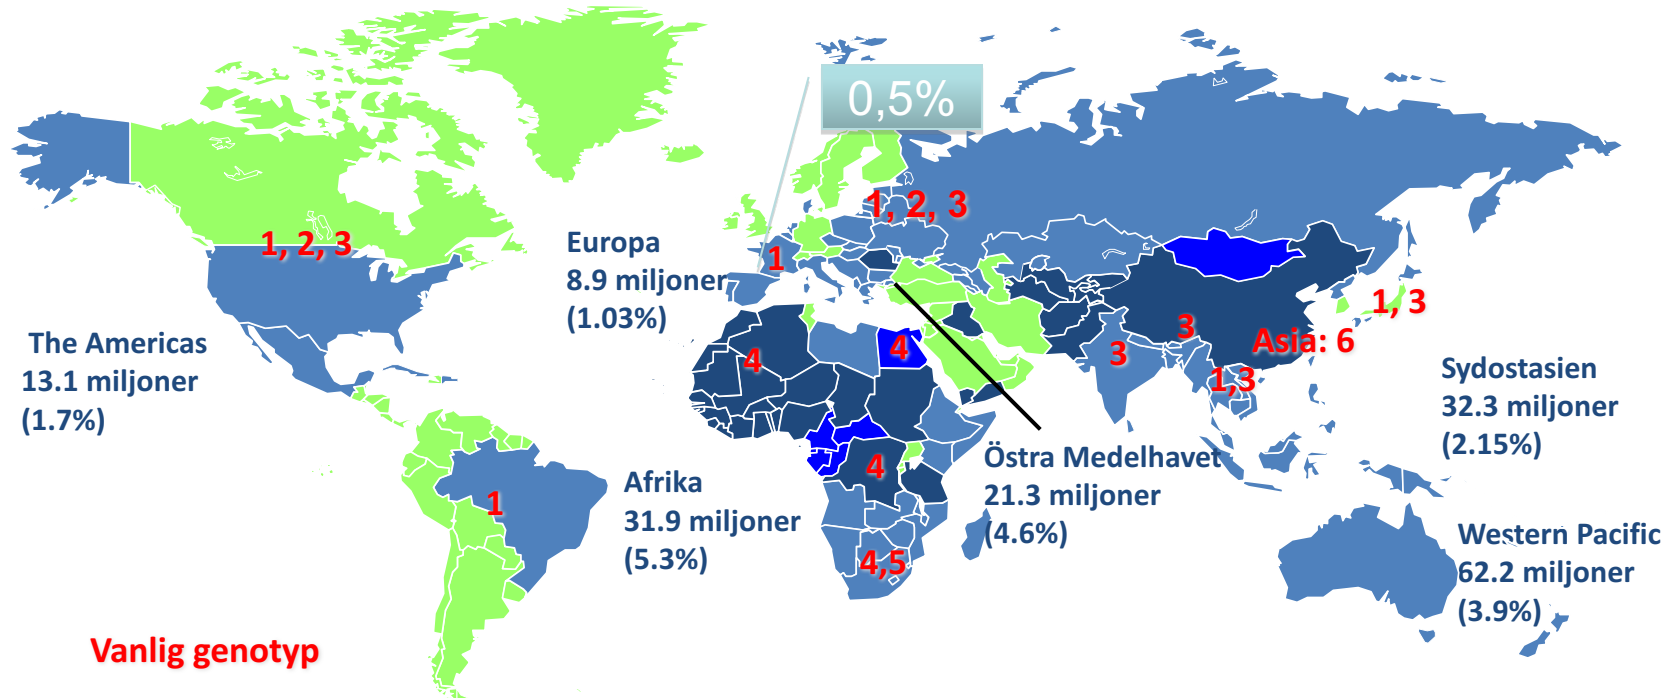 0,5%
1, 2, 3
1, 2, 3
Europa
8.9 miljoner
(1.03%)
1
1, 3
The Americas
13.1 miljoner
(1.7%)
4
4
3
3
Asia: 6
1,3
Sydostasien
32.3 miljoner
(2.15%)
1
Afrika
31.9 miljoner
(5.3%)
4
Östra Medelhavet
21.3 miljoner
(4.6%)
4,5
Western Pacific
62.2 miljoner
(3.9%)
Vanlig genotyp